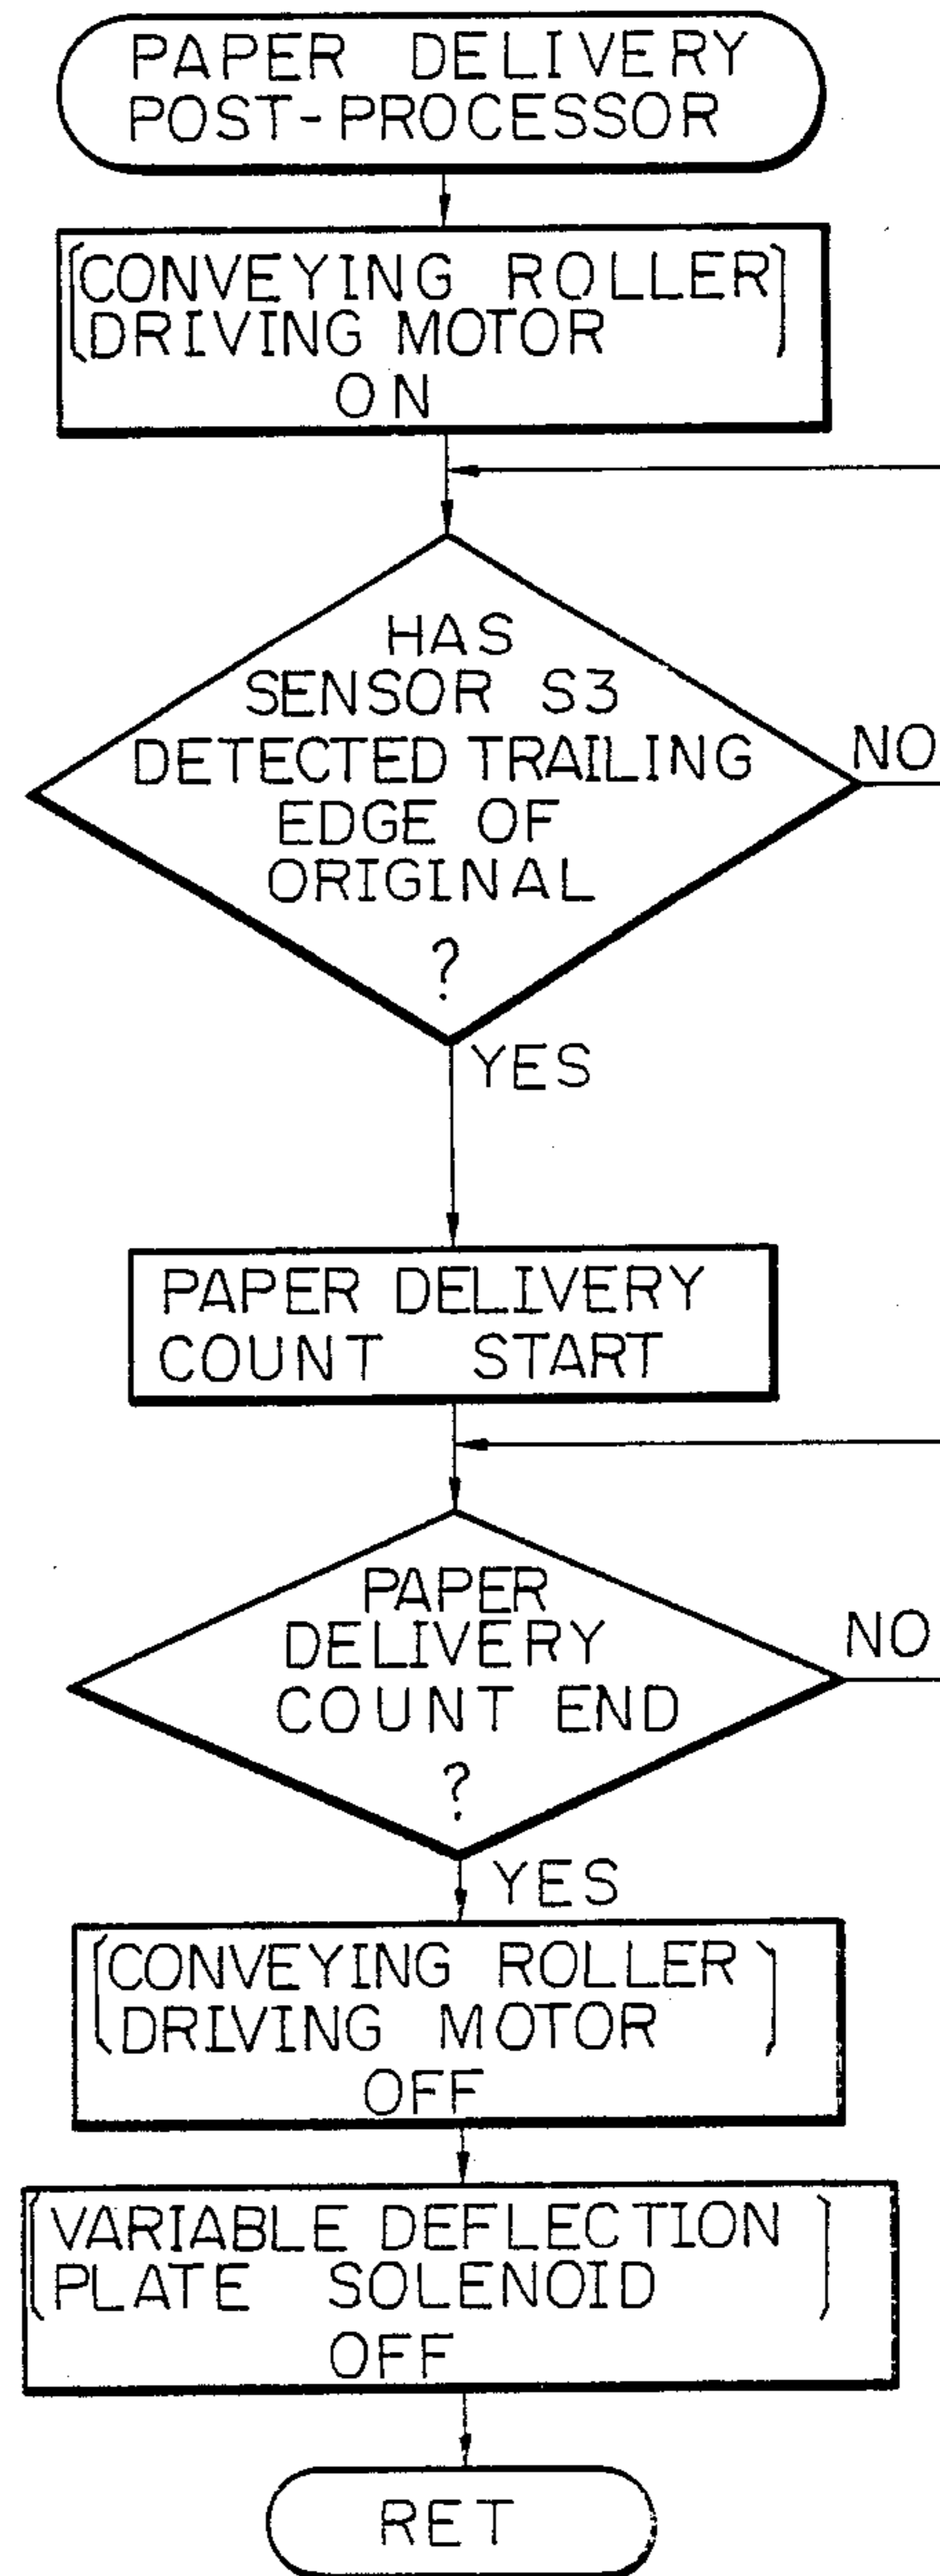 PAPER DELIVERY
POST-PROCESSOR
(CONVEYING ROLLER)
(DRIVING MOTOR)
ON
HAS
SENSOR S3
DETECTED TRAILING
EDGE OF
ORIGINAL
?
NO
YES
PAPER DELIVERY
COUNT START
PAPER
DELIVERY
COUNT END
?
NO
YES
(CONVEYING ROLLER)
(DRIVING MOTOR)
OFF
(VARIABLE DEFLECTION)
(PLATE SOLENOID)
OFF
RET